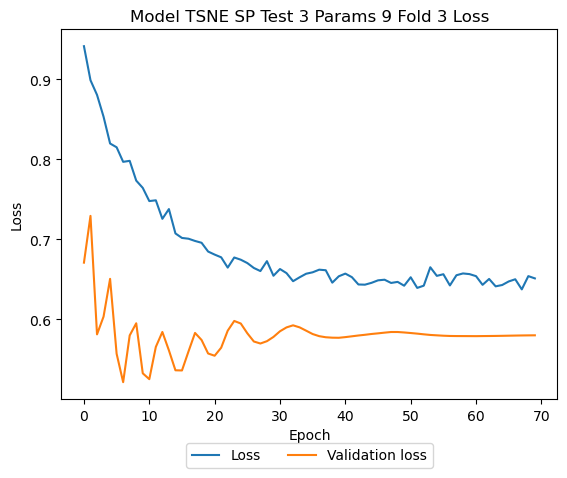 Model TSNE SP Test 3 Params 9 Fold 3 Loss
0.9
0.8
0.7
0.6
Loss
0 10 20 30 40 50 60 70
Epoch
Loss Validation loss